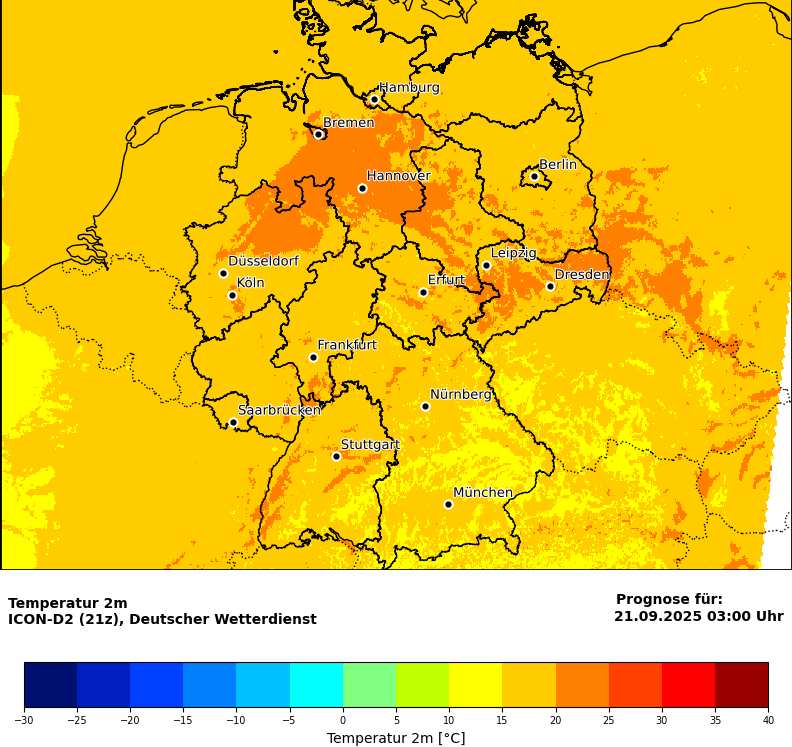 Hamburg
Bremen
Berlin
Hannover
Leipzig
Düsseldorf
Dresden
Köln
Erfurt
Frankfurt
Nürnberg
Saarbrücken
Stuttgart
München
Temperatur 2m
ICON-D2 (21z), Deutscher Wetterdienst
Prognose für:
21.09.2025 03:00 Uhr
−30 −25 −20 −15 −10 −5 0 5 10 15 20 25 30 35 40
Temperatur 2m [°C]